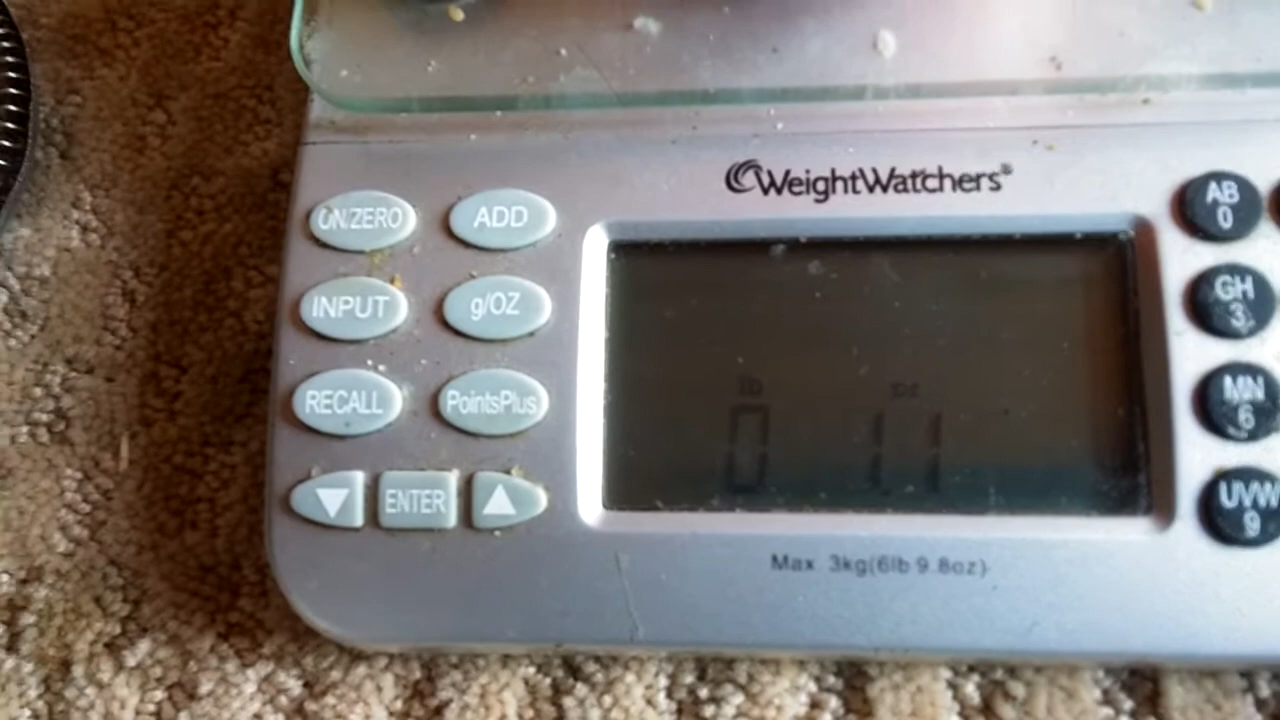 WeightWatchers®
ON/ZERO ADD
INPUT g/OZ
RECALL PointsPlus
ENTER
lb oz
0 11
Max 3kg(6lb 9.8oz)
AB
0
GH
3
MN
6
UVW
9